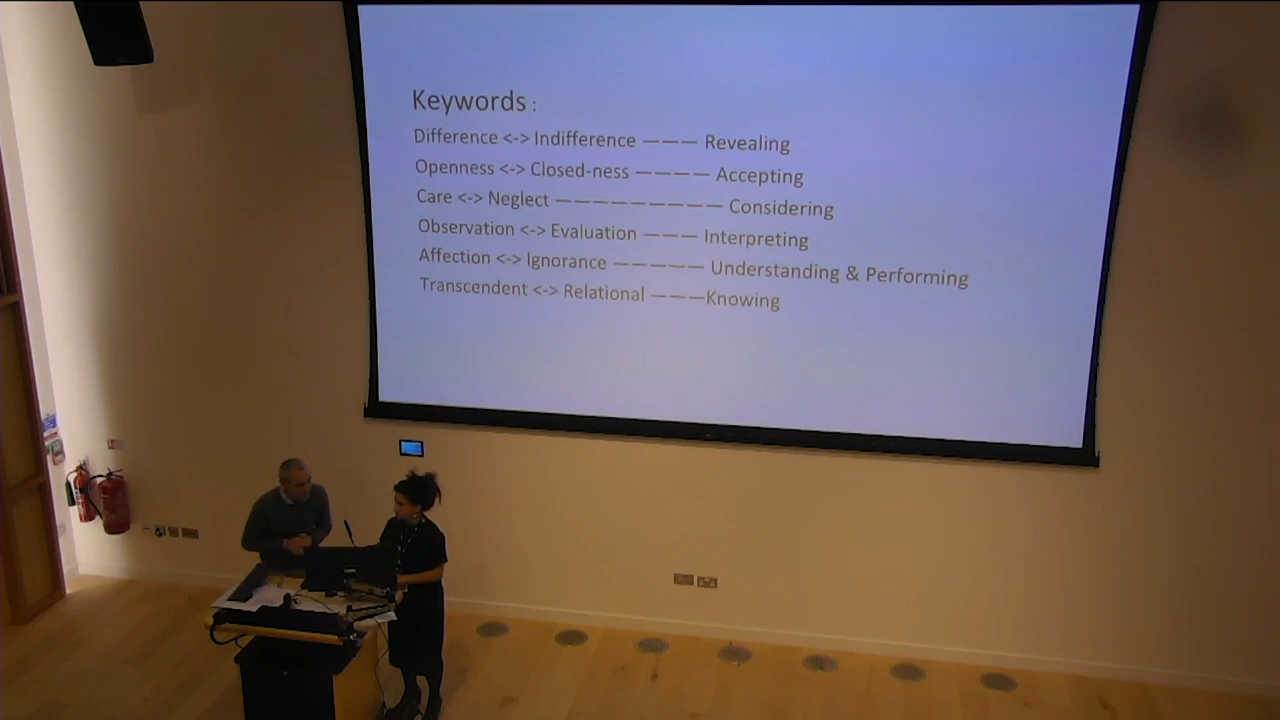 Keywords :
Difference <-> Indifference ——— Revealing
Openness <-> Closed-ness ———— Accepting
Care <-> Neglect ————————— Considering
Observation <-> Evaluation ——— Interpreting
Affection <-> Ignorance ————— Understanding & Performing
Transcendent <-> Relational ———Knowing